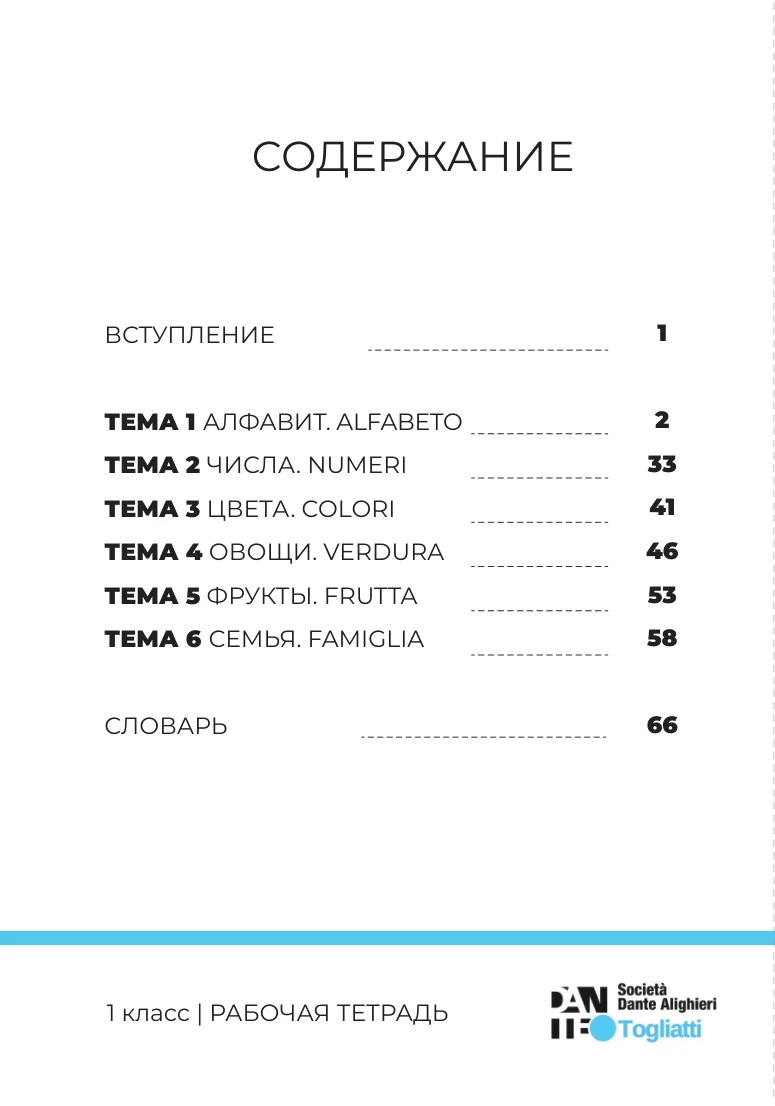 СОДЕРЖАНИЕ
ВСТУПЛЕНИЕ 1
ТЕМА 1 АЛФАВИТ. ALFABETO 2
ТЕМА 2 ЧИСЛА. NUMERI 33
ТЕМА 3 ЦВЕТА. COLORI 41
ТЕМА 4 ОВОЩИ. VERDURA 46
ТЕМА 5 ФРУКТЫ. FRUTTA 53
ТЕМА 6 СЕМЬЯ. FAMIGLIA 58
СЛОВАРЬ 66
1 класс | РАБОЧАЯ ТЕТРАДЬ
DANTE
Società
Dante Alighieri
Togliatti